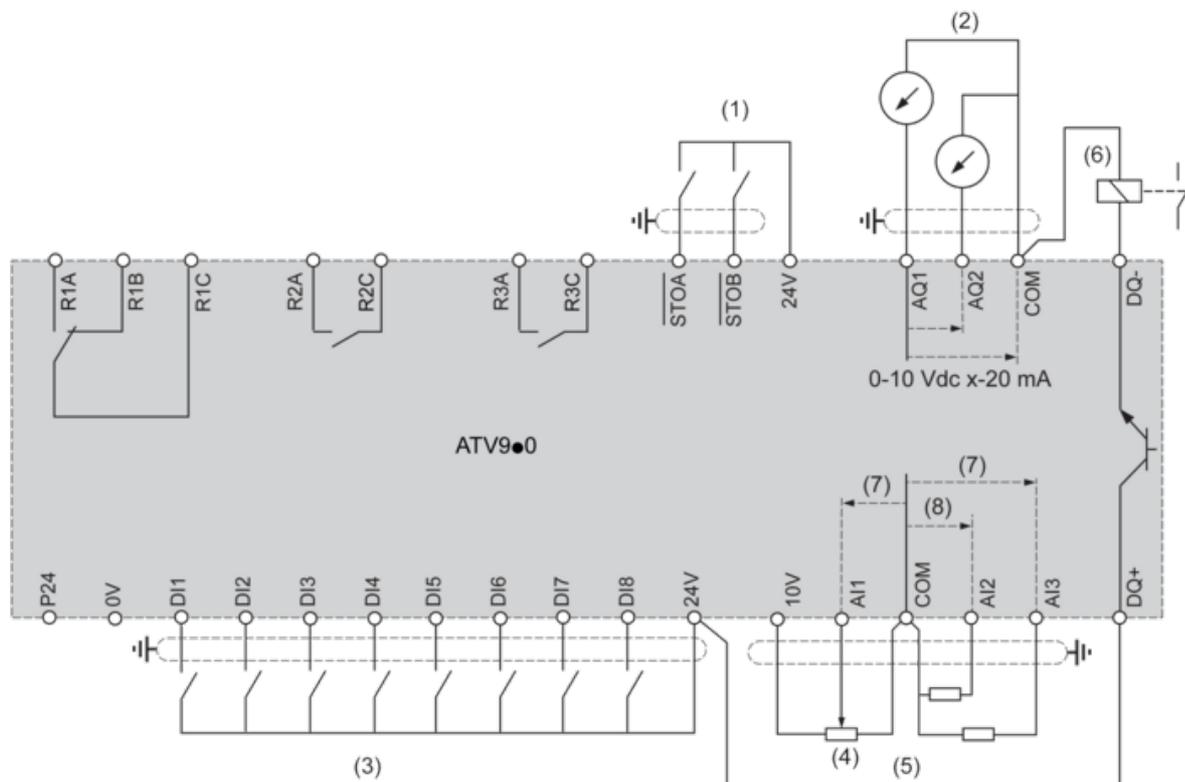 (2)
(1)
(6)
R1A
R1B
R1C
R2A
R2C
R3A
R3C
STOA
STOB
24V
AQ1
AQ2
COM
DQ-
0-10 Vdc x-20 mA
ATV9●0
(7)
(7)
(8)
P24
0V
DI1
DI2
DI3
DI4
DI5
DI6
DI7
DI8
24V
10V
AI1
COM
AI2
AI3
DQ+
(3)
(4)
(5)